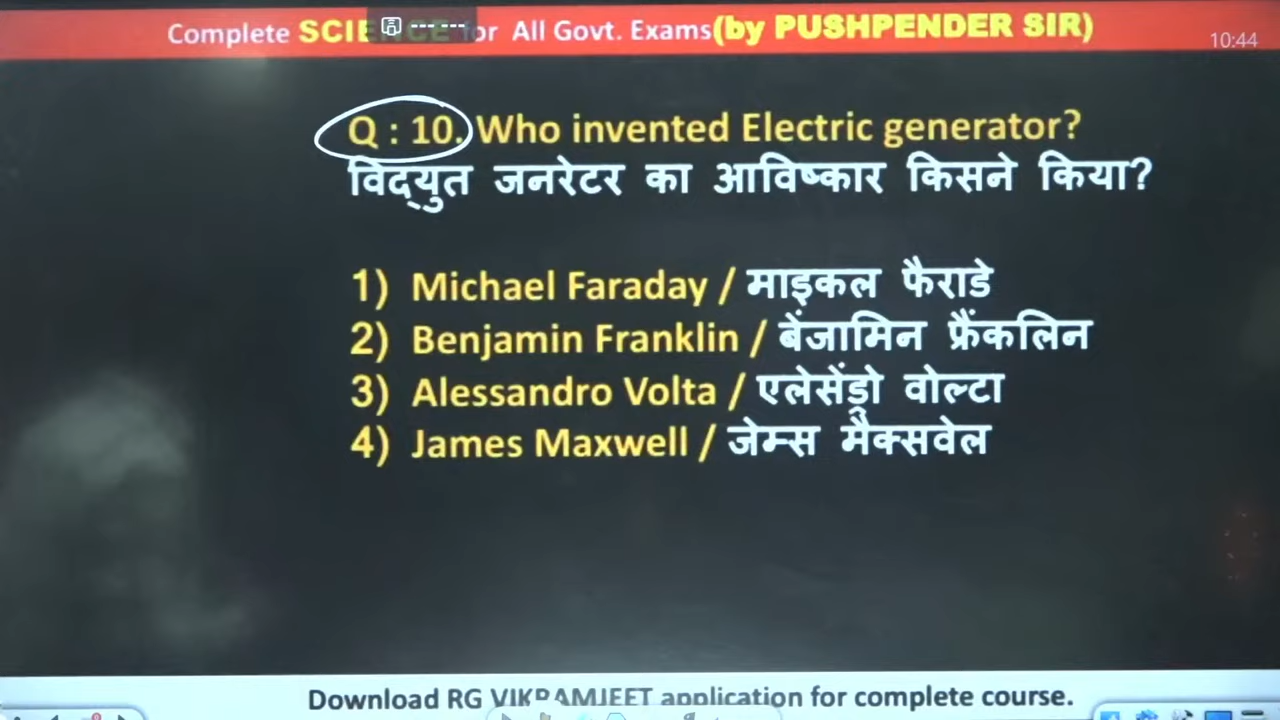 Complete SCIENCE for All Govt. Exams(by PUSHPENDER SIR)
10:44
Q : 10. Who invented Electric generator?
विद्युत जनरेटर का आविष्कार किसने किया?
1) Michael Faraday / माइकल फैराडे
2) Benjamin Franklin / बेंजामिन फ्रैंकलिन
3) Alessandro Volta / एलेसेंड्रो वोल्टा
4) James Maxwell / जेम्स मैक्सवेल
Download RG VIKRAMJEET application for complete course.